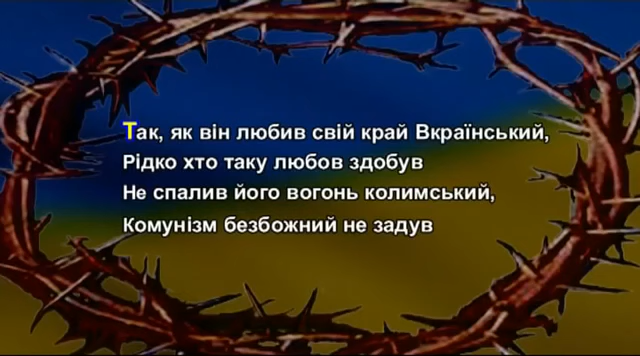 Так, як він любив свій край Вкраїнський,
Рідко хто таку любов здобув
Не спалив його вогонь колимський,
Комунізм безбожний не задув